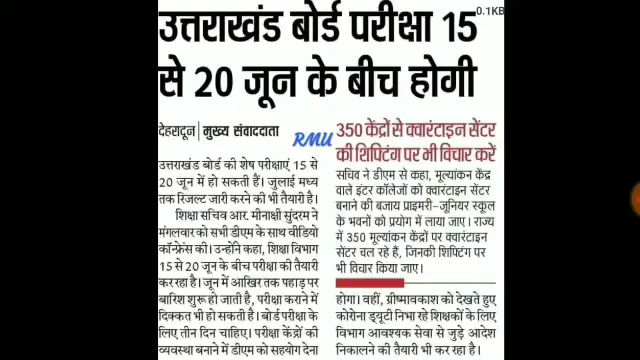 0.1KB
उत्तराखंड बोर्ड परीक्षा 15
से 20 जून के बीच होगी
देहरादून | मुख्य संवाददाता
RMU
उत्तराखंड बोर्ड की शेष परीक्षाएं 15 से
20 जून में हो सकती हैं। जुलाई मध्य
तक रिजल्ट जारी करने की भी तैयारी है।
शिक्षा सचिव आर. मीनाक्षी सुंदरम ने
मंगलवार को सभी डीएम के साथ वीडियो
कॉन्फ्रेंस की। उन्होंने कहा, शिक्षा विभाग
15 से 20 जून के बीच परीक्षा की तैयारी
कर रहा है। जून में आखिर तक पहाड़ पर
बारिश शुरू हो जाती है, परीक्षा कराने में
दिक्कत भी हो सकती है। बोर्ड परीक्षा के
लिए तीन दिन चाहिए। परीक्षा केंद्रों की
व्यवस्था बनाने में डीएम को सहयोग देना
350 केंद्रों से क्वारंटाइन सेंटर
की शिफ्टिंग पर भी विचार करें
सचिव ने डीएम से कहा, मूल्यांकन केंद्र
वाले इंटर कॉलेजों को क्वारंटाइन सेंटर
बनाने की बजाय प्राइमरी-जूनियर स्कूल
के भवनों को प्रयोग में लाया जाए। राज्य
में 350 मूल्यांकन केंद्रों पर क्वारंटाइन
सेंटर चल रहे हैं, जिनकी शिफ्टिंग पर
भी विचार किया जाए।
होगा। वहीं, ग्रीष्मावकाश को देखते हुए
कोरोना ड्यूटी निभा रहे शिक्षकों के लिए
विभाग आवश्यक सेवा से जुड़े आदेश
निकालने की तैयारी भी कर रहा है।